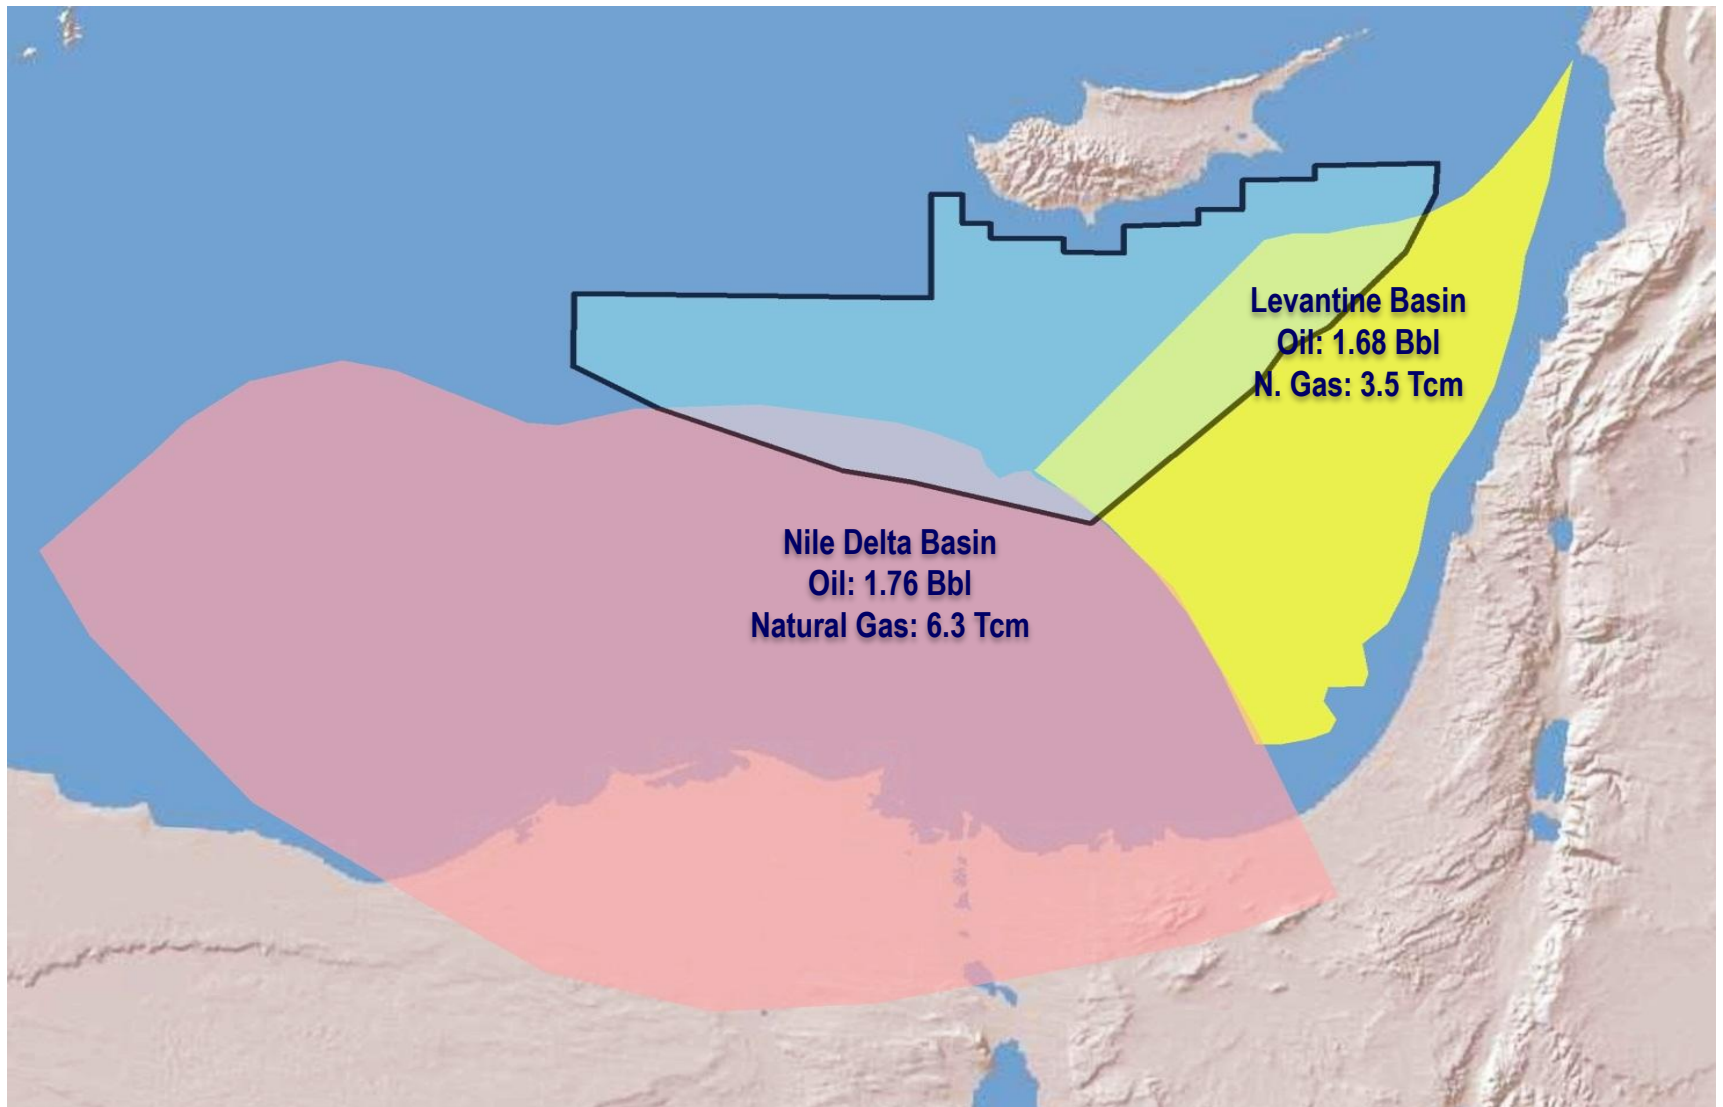 Levantine Basin
Oil: 1.68 Bbl
N. Gas: 3.5 Tcm
Nile Delta Basin
Oil: 1.76 Bbl
Natural Gas: 6.3 Tcm